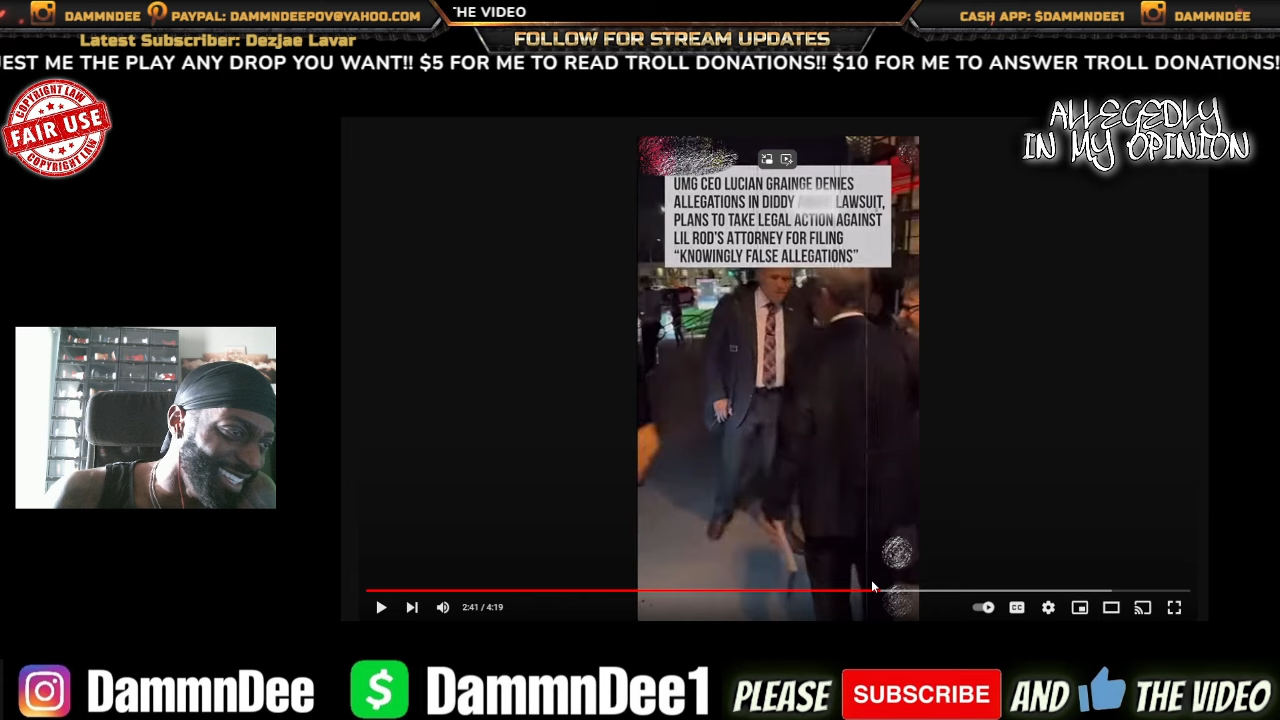 DAMMNDEE
PAYPAL: DAMMNDEEPOV@YAHOO.COM
THE VIDEO
CASH APP: $DAMMNDEE1
DAMMNDEE
Latest Subscriber: Dezjae Lavar
FOLLOW FOR STREAM UPDATES
ME THE PLAY ANY DROP YOU WANT!! $5 FOR ME TO READ TROLL DONATIONS!! $10 FOR ME TO ANSWER TROLL DONATIONS!
COPYRIGHT LAW
FAIR USE
COPYRIGHT LAW
ALLEGEDLY
IN MY OPINION
UMG CEO LUCIAN GRAINGE DENIES
ALLEGATIONS IN DIDDY LAWSUIT,
PLANS TO TAKE LEGAL ACTION AGAINST
LIL ROD'S ATTORNEY FOR FILING
"KNOWINGLY FALSE ALLEGATIONS"
2:41 / 4:19
CC
DammnDee
$
DammnDee1
PLEASE
SUBSCRIBE
AND
THE VIDEO